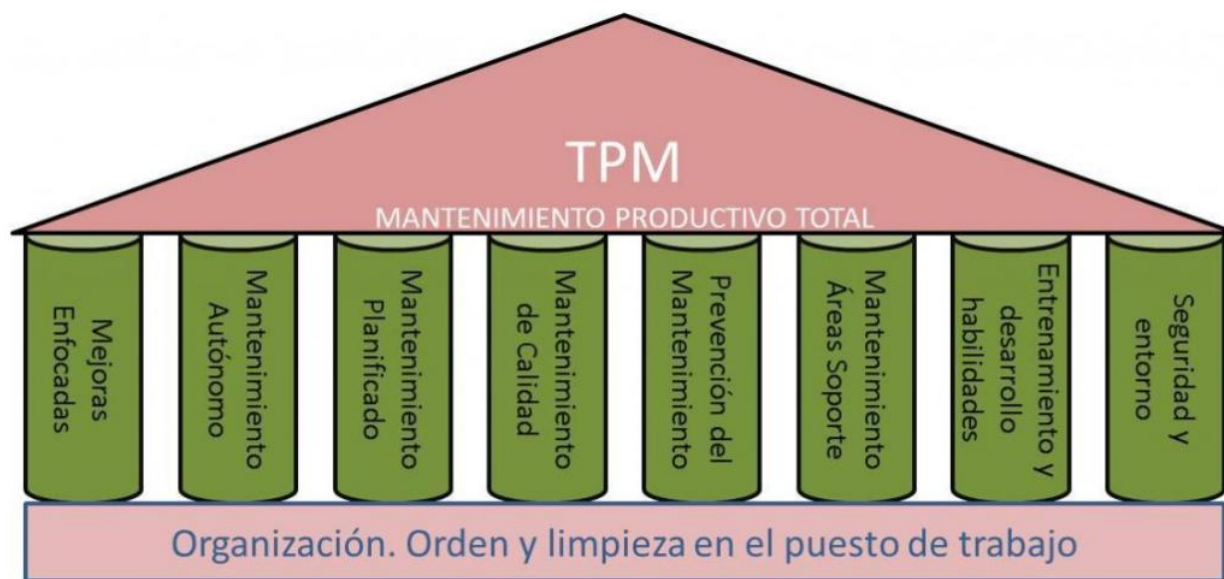 TPM
MANTENIMIENTO PRODUCTIVO TOTAL
Mejoras
Enfocadas
Mantenimiento
Autónomo
Mantenimiento
Planificado
Mantenimiento
de Calidad
Prevención del
Mantenimiento
Mantenimiento
Áreas Soporte
Entrenamiento y
desarrollo
habilidades
Seguridad y
entorno
Organización. Orden y limpieza en el puesto de trabajo